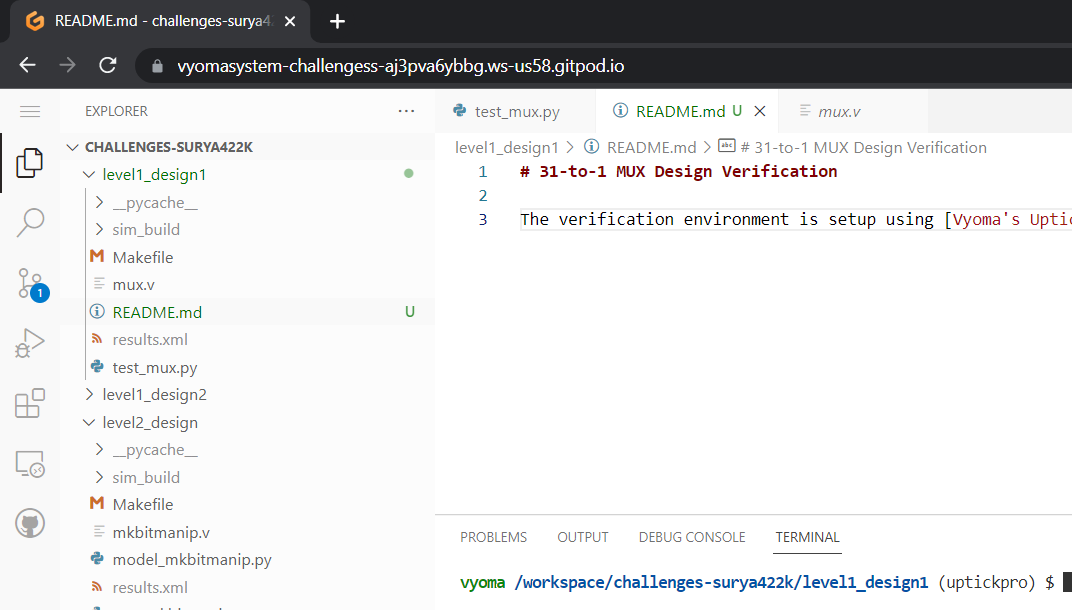 README.md - challenges-surya42
vyomasystem-challengess-aj3pva6ybbg.ws-us58.gitpod.io
EXPLORER
CHALLENGES-SURYA422K
level1_design1
__pycache__
sim_build
Makefile
mux.v
README.md U
results.xml
test_mux.py
level1_design2
level2_design
__pycache__
sim_build
Makefile
mkbitmanip.v
model_mkbitmanip.py
results.xml
1
test_mux.py README.md U mux.v
level1_design1 > README.md > abc # 31-to-1 MUX Design Verification
1 # 31-to-1 MUX Design Verification
2
3 The verification environment is setup using [Vyoma's Uptic
PROBLEMS OUTPUT DEBUG CONSOLE TERMINAL
vyoma /workspace/challenges-surya422k/level1_design1 (uptickpro) $